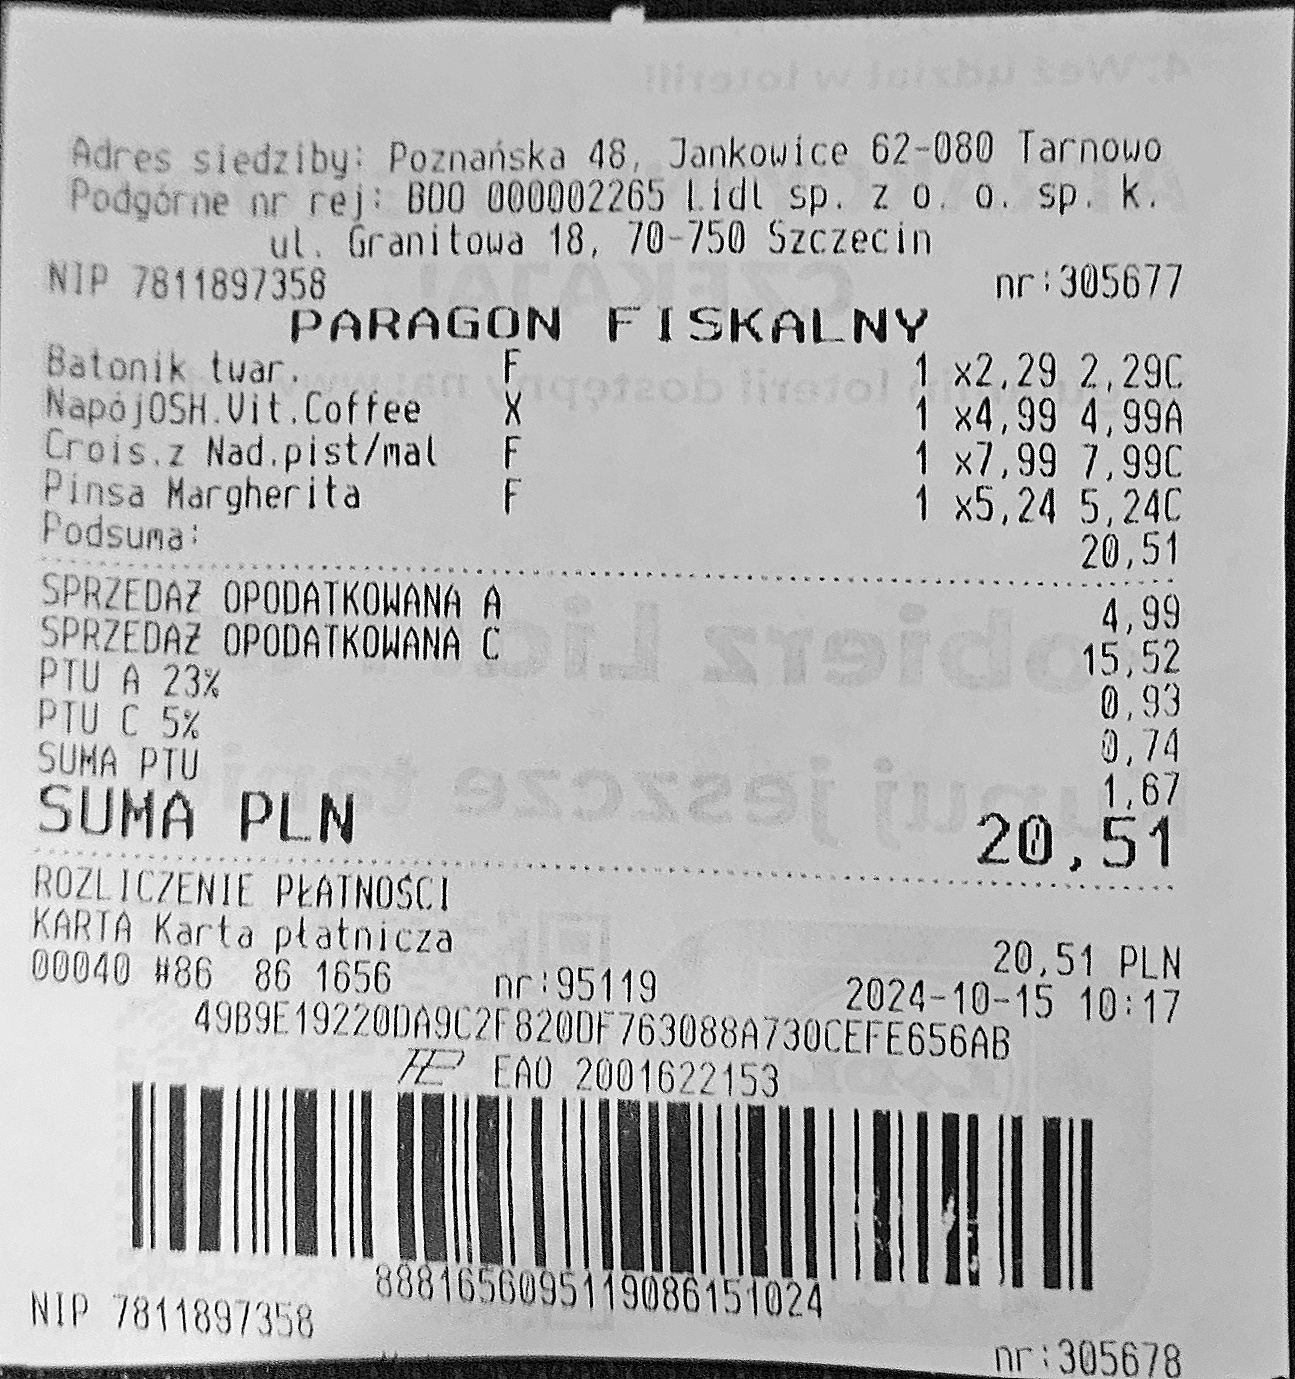 4. Weź udział w loterii!
Adres siedziby: Poznańska 48, Jankowice 62-080 Tarnowo
Podgórne nr rej: BDO 000002265 Lidl sp. z o. o. sp. k.
ul. Granitowa 18, 70-750 Szczecin
NIP 7811897358 nr:305677
PARAGON FISKALNY
Batonik twar. F 1 x2,29 2,29C
NapójOSH.Vit.Coffee X 1 x4,99 4,99A
Crois.z Nad.pist/mal F 1 x7,99 7,99C
Pinsa Margherita F 1 x5,24 5,24C
Podsuma: 20,51
SPRZEDAŻ OPODATKOWANA A 4,99
SPRZEDAŻ OPODATKOWANA C 15,52
PTU A 23% 0,93
PTU C 5% 0,74
SUMA PTU 1,67
SUMA PLN 20,51
ROZLICZENIE PŁATNOŚCI
KARTA Karta płatnicza 20,51 PLN
00040 #86 86 1656 nr:95119 2024-10-15 10:17
49B9E19220DA9C2F820DF763088A730CEFE656AB
EAO 2001622153
8881656095119086151024
NIP 7811897358
nr:305678